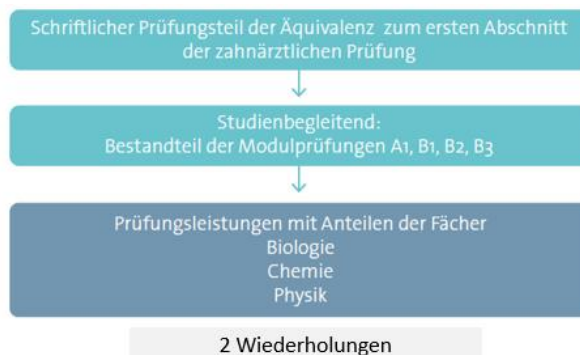 Schriftlicher Prüfungsteil der Äquivalenz zum ersten Abschnitt
der zahnärztlichen Prüfung
Studienbegleitend:
Bestandteil der Modulprüfungen A1, B1, B2, B3
Prüfungsleistungen mit Anteilen der Fächer
Biologie
Chemie
Physik
2 Wiederholungen